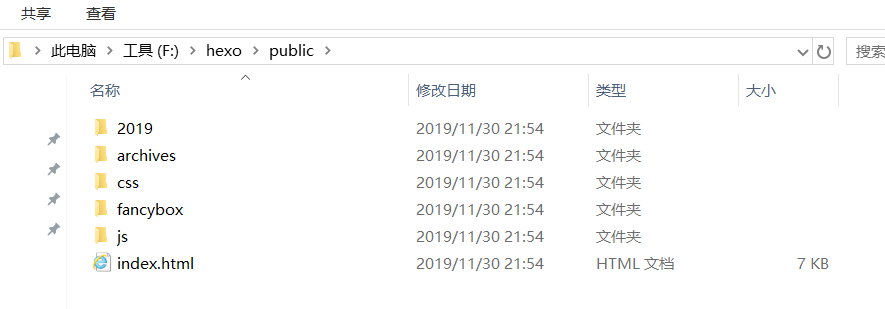 共享 查看
此电脑 工具 (F:) hexo public 搜索
名称 修改日期 类型 大小
2019 2019/11/30 21:54 文件夹
archives 2019/11/30 21:54 文件夹
css 2019/11/30 21:54 文件夹
fancybox 2019/11/30 21:54 文件夹
js 2019/11/30 21:54 文件夹
index.html 2019/11/30 21:54 HTML 文档 7 KB